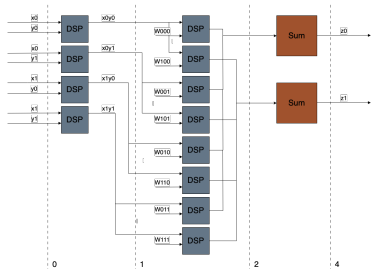 x0
y0
DSP
x0y0
x0
y1
DSP
x0y1
x1
y0
DSP
x1y0
x1
y1
DSP
x1y1
W000
DSP
W100
DSP
W001
DSP
W101
DSP
W010
DSP
W110
DSP
W011
DSP
W111
DSP
Sum
z0
Sum
z1
0
1
2
4